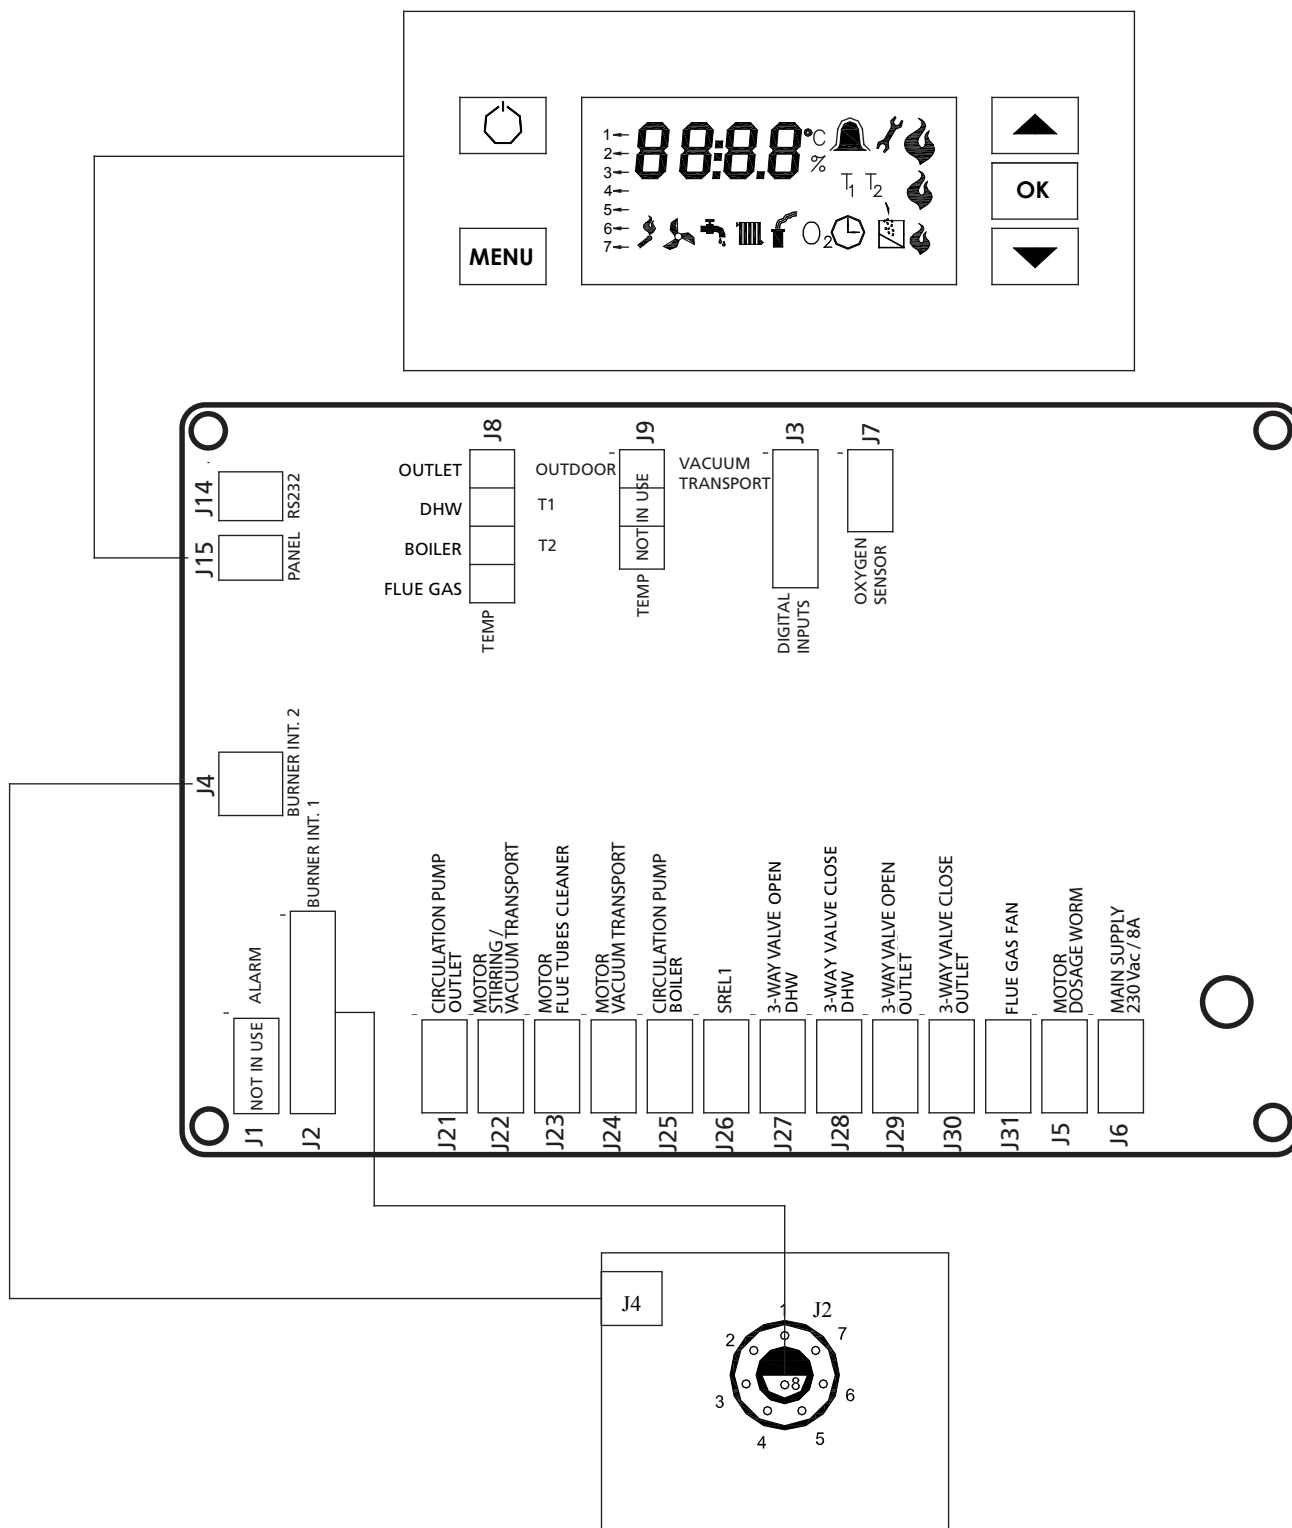 88:8.8 °C
%
1
2
3
4
5
6
7
T1 T2
O2
MENU
OK
J14
RS232
J15
PANEL
J8
OUTLET
DHW
BOILER
FLUE GAS
TEMP
J9
OUTDOOR
T1
T2
NOT IN USE
TEMP
J3
VACUUM
TRANSPORT
DIGITAL
INPUTS
J7
OXYGEN
SENSOR
J4
BURNER INT. 2
BURNER INT. 1
ALARM
NOT IN USE
J1
J2
CIRCULATION PUMP
OUTLET
J21
MOTOR
STIRRING /
VACUUM TRANSPORT
J22
MOTOR
FLUE TUBES CLEANER
J23
MOTOR
VACUUM TRANSPORT
J24
CIRCULATION PUMP
BOILER
J25
SREL1
J26
3-WAY VALVE OPEN
DHW
J27
3-WAY VALVE CLOSE
DHW
J28
3-WAY VALVE OPEN
OUTLET
J29
3-WAY VALVE CLOSE
OUTLET
J30
FLUE GAS FAN
J31
MOTOR
DOSAGE WORM
J5
MAIN SUPPLY
230 Vac / 8A
J6
J4
J2
1
2
3
4
5
6
7
8